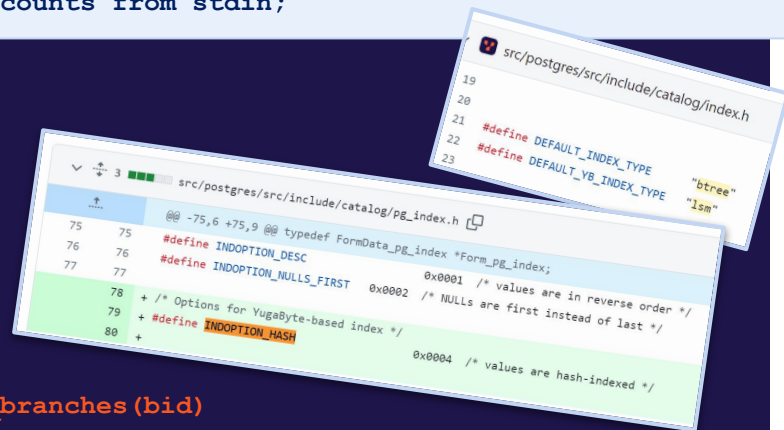 counts from stdin;
src/postgres/src/include/catalog/index.h
19
20
21 #define DEFAULT_INDEX_TYPE "btree"
22 #define DEFAULT_YB_INDEX_TYPE "lsm"
23
3 src/postgres/src/include/catalog/pg_index.h
@@ -75,6 +75,9 @@ typedef FormData_pg_index *Form_pg_index;
75 75 #define INDOPTION_DESC 0x0001 /* values are in reverse order */
76 76 #define INDOPTION_NULLS_FIRST 0x0002 /* NULLs are first instead of last */
77 77
78 + /* Options for YugaByte-based index */
79 + #define INDOPTION_HASH 0x0004 /* values are hash-indexed */
80 +
branches(bid)